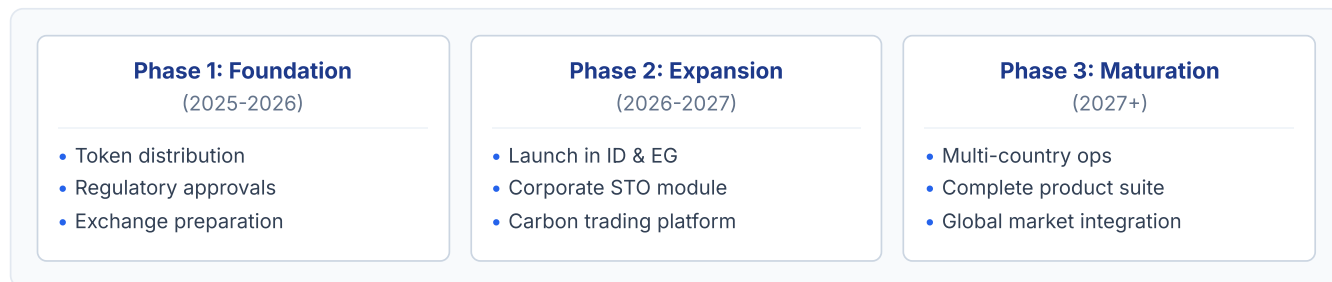 Phase 1: Foundation
(2025-2026)
• Token distribution
• Regulatory approvals
• Exchange preparation
Phase 2: Expansion
(2026-2027)
• Launch in ID & EG
• Corporate STO module
• Carbon trading platform
Phase 3: Maturation
(2027+)
• Multi-country ops
• Complete product suite
• Global market integration